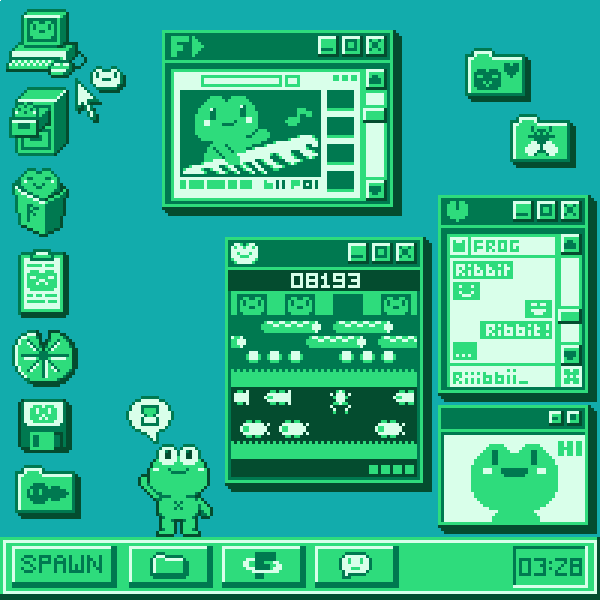 F
08193
FROG
Ribbit
Ribbit!
...
Riiibbii_
HI
F
SPAWN
03:28